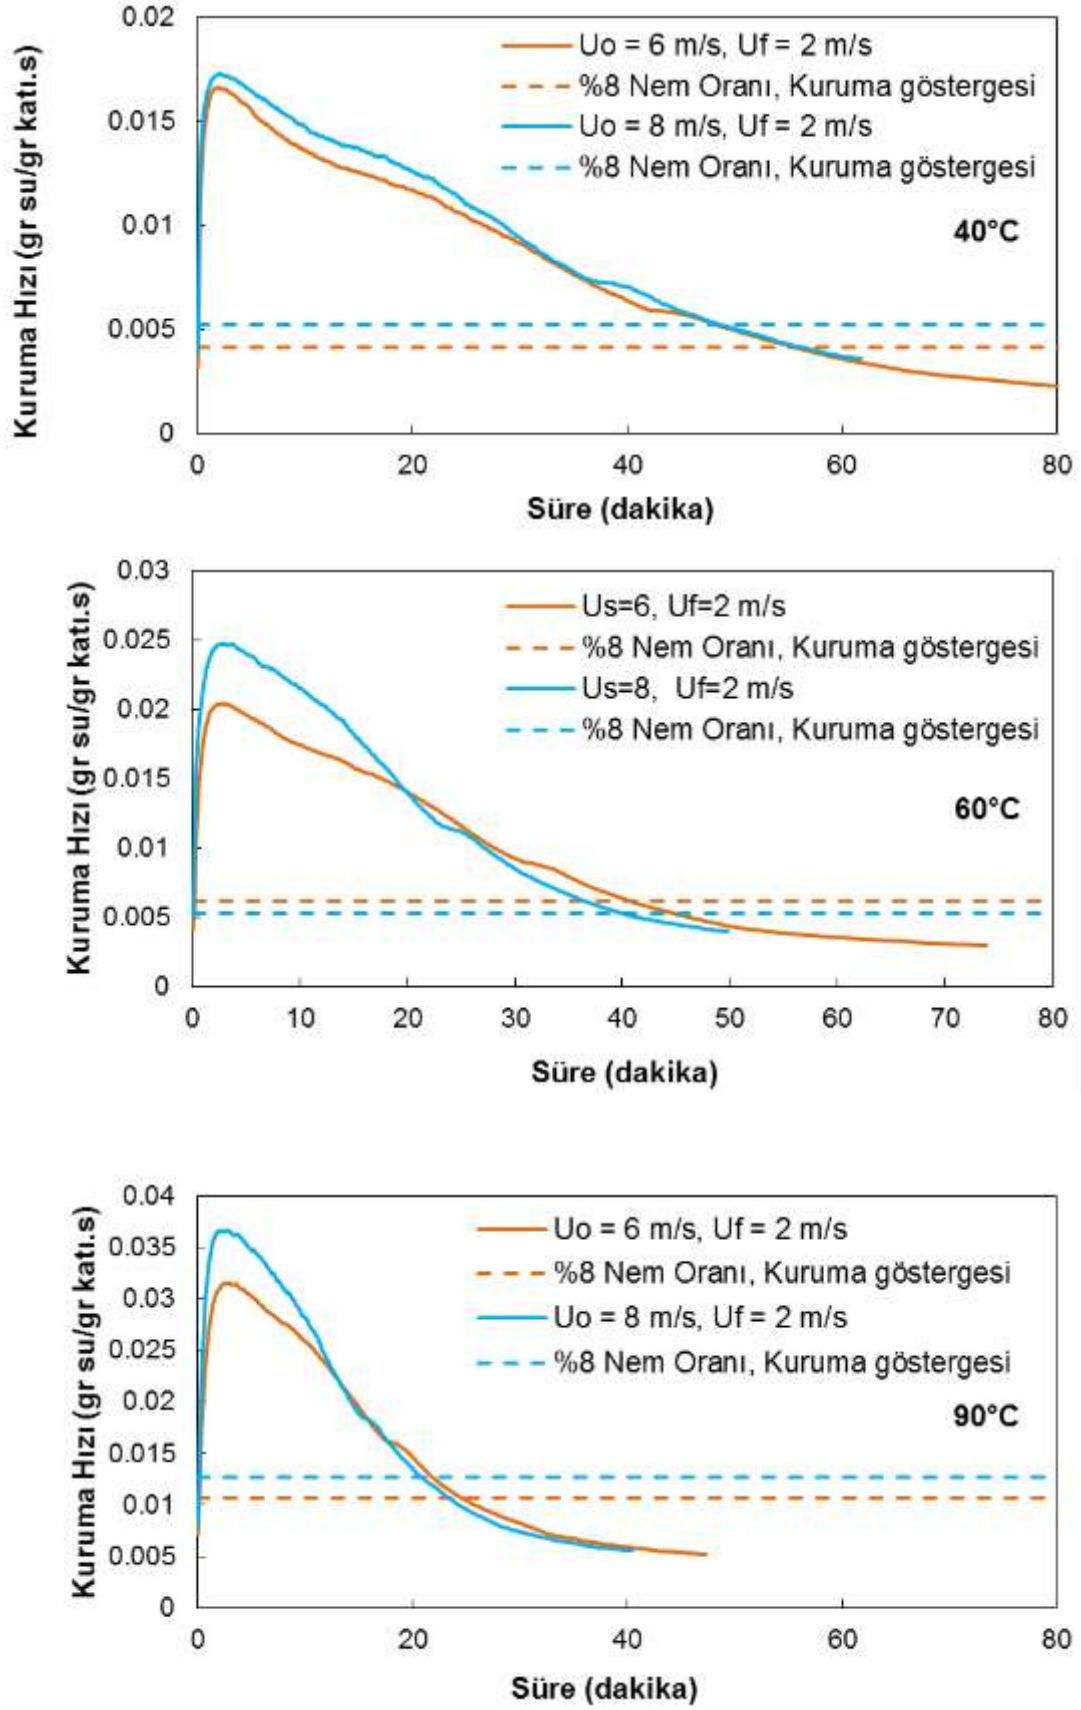 Kuruma Hızı (gr su/gr katı.s)
0.02
0.015
0.01
0.005
0
Uo = 6 m/s, Uf = 2 m/s
%8 Nem Oranı, Kuruma göstergesi
Uo = 8 m/s, Uf = 2 m/s
%8 Nem Oranı, Kuruma göstergesi
40°C
0 20 40 60 80
Süre (dakika)
Kuruma Hızı (gr su/gr katı.s)
0.03
0.025
0.02
0.015
0.01
0.005
0
Us=6, Uf=2 m/s
%8 Nem Oranı, Kuruma göstergesi
Us=8, Uf=2 m/s
%8 Nem Oranı, Kuruma göstergesi
60°C
0 10 20 30 40 50 60 70 80
Süre (dakika)
Kuruma Hızı (gr su/gr katı.s)
0.04
0.035
0.03
0.025
0.02
0.015
0.01
0.005
0
Uo = 6 m/s, Uf = 2 m/s
%8 Nem Oranı, Kuruma göstergesi
Uo = 8 m/s, Uf = 2 m/s
%8 Nem Oranı, Kuruma göstergesi
90°C
0 20 40 60 80
Süre (dakika)